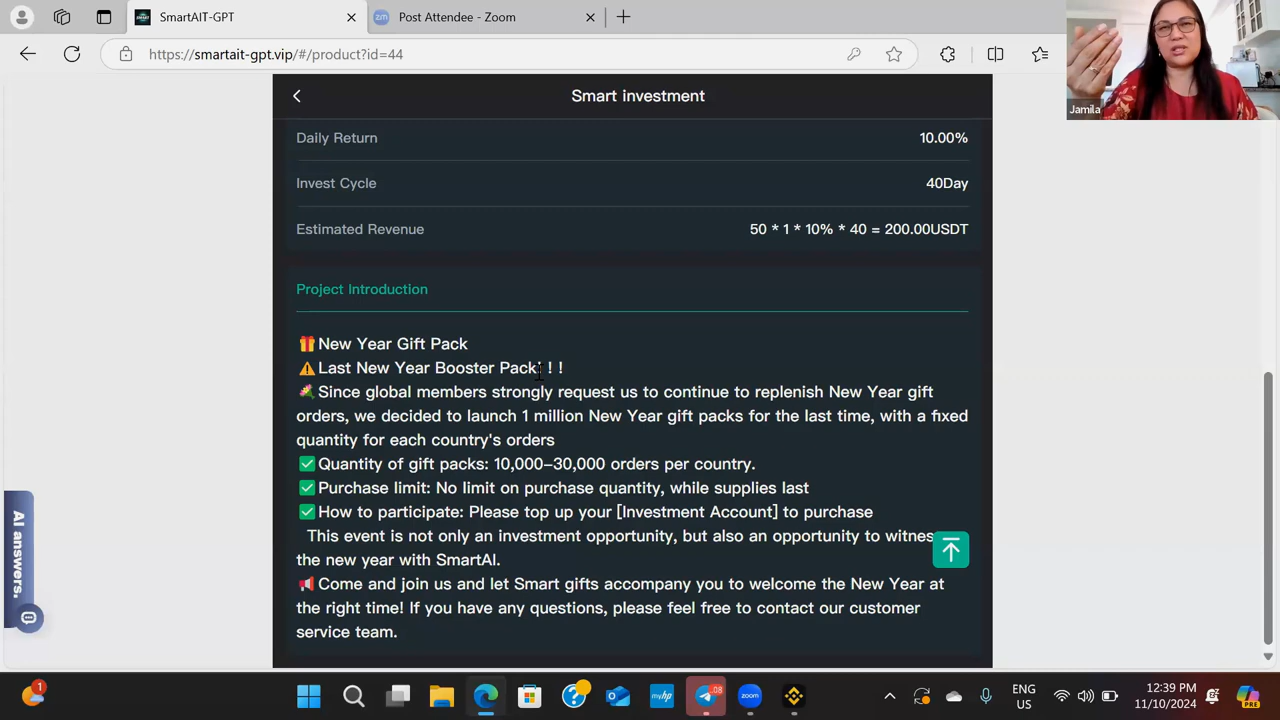 SmartAIT-GPT
zm Post Attendee - Zoom
https://smartait-gpt.vip/#/product?id=44
Jamila
Smart investment
Daily Return 10.00%
Invest Cycle 40Day
Estimated Revenue 50 * 1 * 10% * 40 = 200.00USDT
Project Introduction
New Year Gift Pack
Last New Year Booster Pack! ! !
Since global members strongly request us to continue to replenish New Year gift
orders, we decided to launch 1 million New Year gift packs for the last time, with a fixed
quantity for each country's orders
Quantity of gift packs: 10,000-30,000 orders per country.
Purchase limit: No limit on purchase quantity, while supplies last
How to participate: Please top up your [Investment Account] to purchase
This event is not only an investment opportunity, but also an opportunity to witnes
the new year with SmartAI.
Come and join us and let Smart gifts accompany you to welcome the New Year at
the right time! If you have any questions, please feel free to contact our customer
service team.
AI answers.
1
myhp
.08
zoom
ENG
US
12:39 PM
11/10/2024
PRE